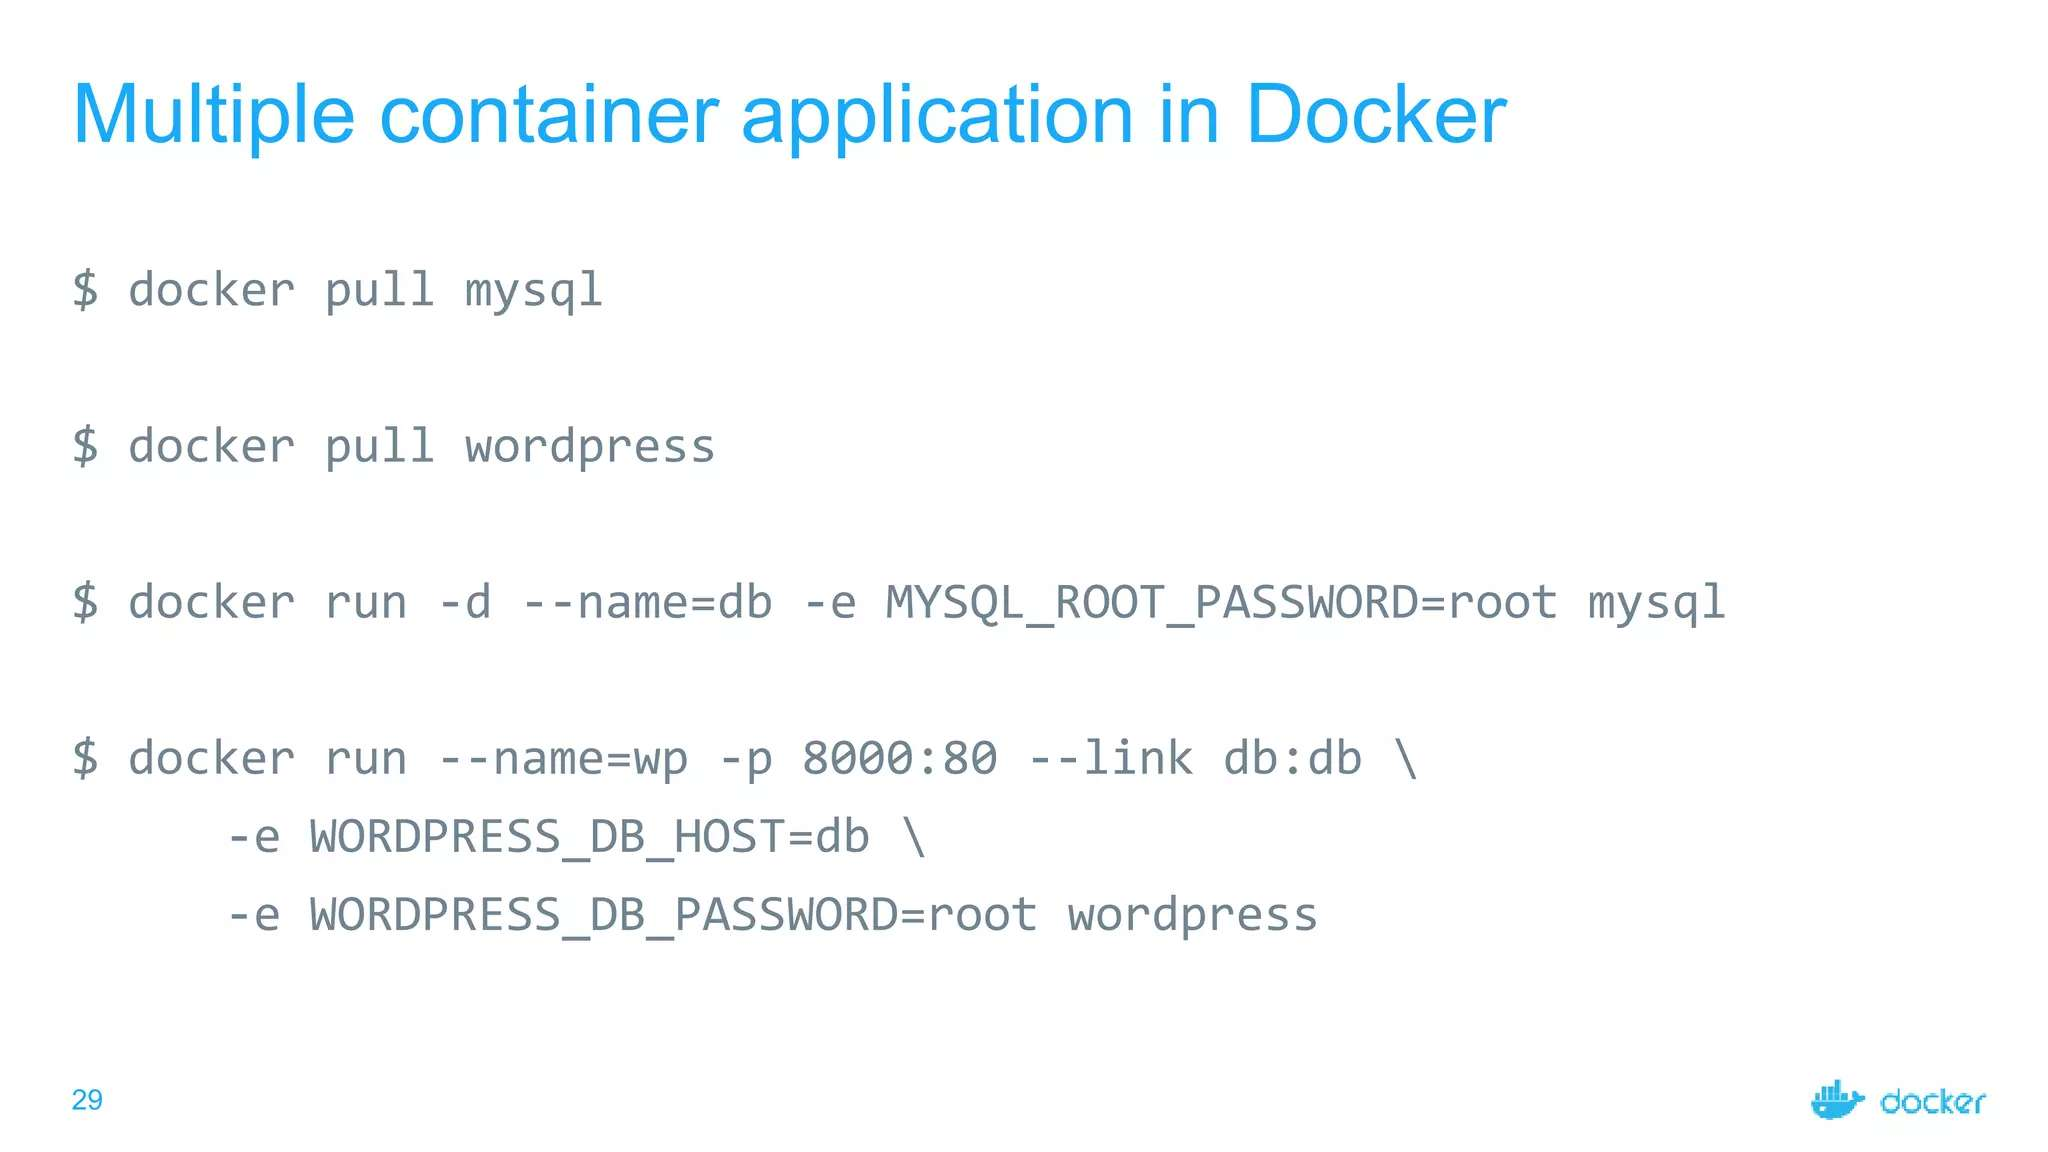 Multiple container application in Docker
$ docker pull mysql
$ docker pull wordpress
$ docker run -d --name=db -e MYSQL_ROOT_PASSWORD=root mysql
$ docker run --name=wp -p 8000:80 --link db:db \
-e WORDPRESS_DB_HOST=db \
-e WORDPRESS_DB_PASSWORD=root wordpress
29
docker